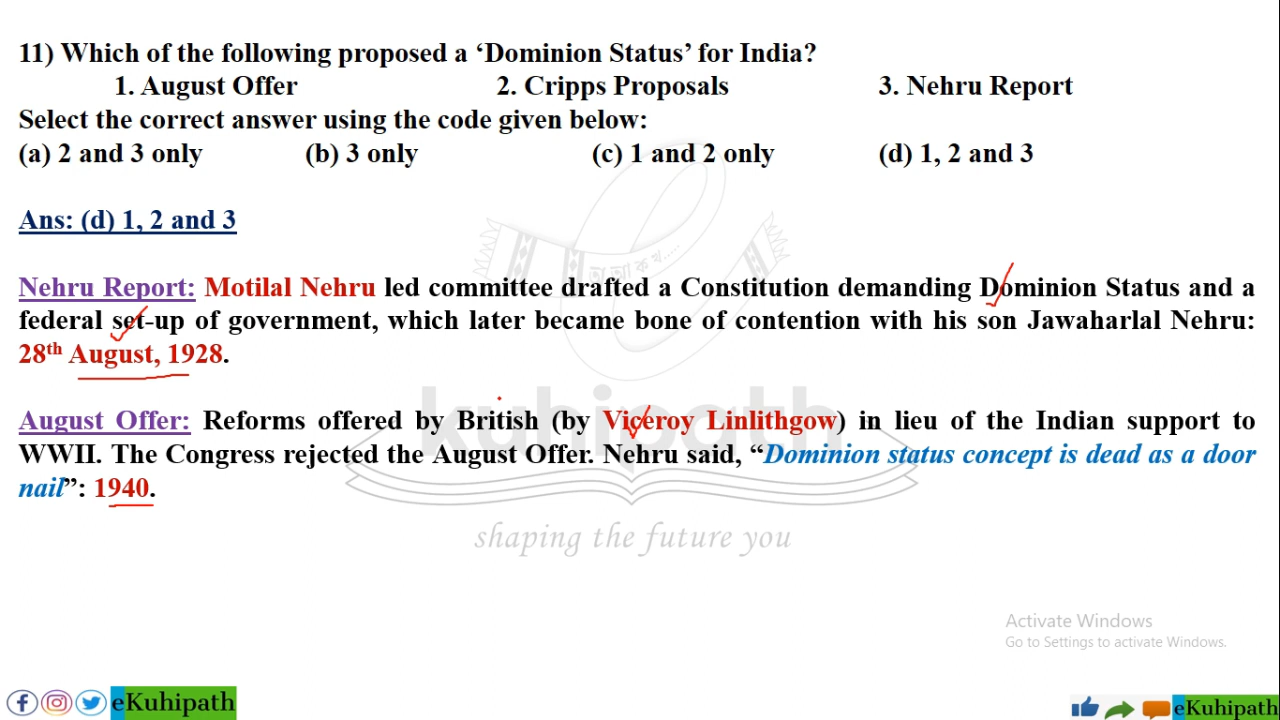 11) Which of the following proposed a ‘Dominion Status’ for India?
1. August Offer 2. Cripps Proposals 3. Nehru Report
Select the correct answer using the code given below:
(a) 2 and 3 only (b) 3 only (c) 1 and 2 only (d) 1, 2 and 3
Ans: (d) 1, 2 and 3
Nehru Report: Motilal Nehru led committee drafted a Constitution demanding Dominion Status and a
federal set-up of government, which later became bone of contention with his son Jawaharlal Nehru:
28th August, 1928.
kuhipath
August Offer: Reforms offered by British (by Viceroy Linlithgow) in lieu of the Indian support to
WWII. The Congress rejected the August Offer. Nehru said, “Dominion status concept is dead as a door
nail”: 1940.
shaping the future you
Activate Windows
Go to Settings to activate Windows.
eKuhipath eKuhipath